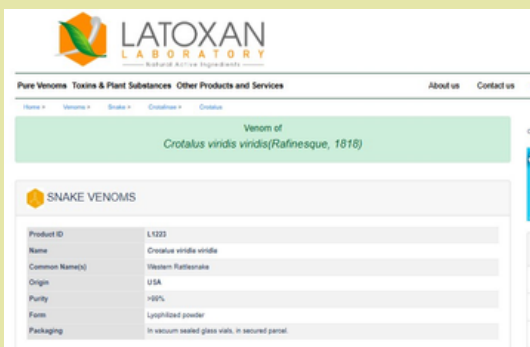 LATOXAN
LABORATORY
Natural Active Ingredients
Pure Venoms Toxins & Plant Substances Other Products and Services About us Contact us
Home > Venoms > Snake > Crotalinae > Crotalus
Venom of
Crotalus viridis viridis(Rafinesque, 1818)
SNAKE VENOMS
Product ID L1223
Name Crotalus viridis viridis
Common Name(s) Western Rattlesnake
Origin USA
Purity >99%
Form Lyophilized powder
Packaging In vacuum sealed glass vials, in secured parcel.